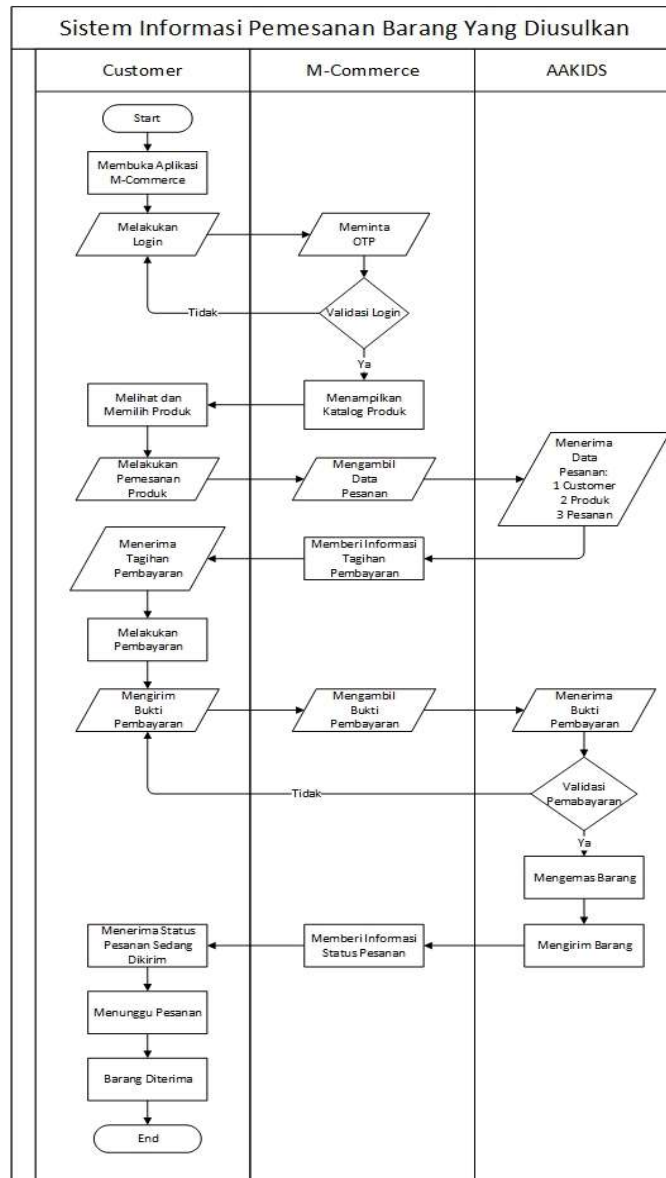 Sistem Informasi Pemesanan Barang Yang Diusulkan
Customer
M-Commerce
AAKIDS
Start
Membuka Aplikasi
M-Commerce
Melakukan
Login
Meminta
OTP
Validasi Login
Tidak
Ya
Menampilkan
Katalog Produk
Melihat dan
Memilih Produk
Melakukan
Pemesanan
Produk
Mengambil
Data
Pesanan
Menerima
Data
Pesanan:
1 Customer
2 Produk
3 Pesanan
Memberi Informasi
Tagihan
Pembayaran
Menerima
Tagihan
Pembayaran
Melakukan
Pembayaran
Mengirim
Bukti
Pembayaran
Mengambil
Bukti
Pembayaran
Menerima
Bukti
Pembayaran
Validasi
Pemabayaran
Tidak
Ya
Mengemas Barang
Mengirim Barang
Memberi Informasi
Status Pesanan
Menerima Status
Pesanan Sedang
Dikirim
Menunggu Pesanan
Barang Diterima
End